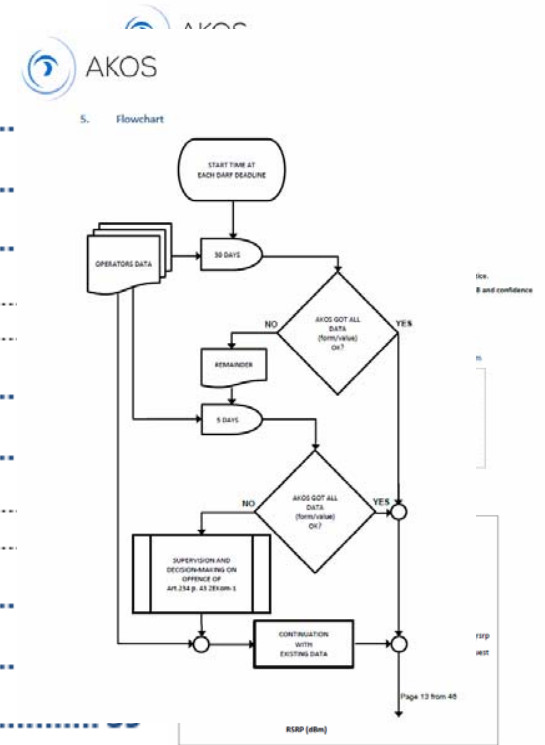 AKOS
AKOS
5. Flowchart
START TIME AT
EACH DARF DEADLINE
OPERATORS DATA
30 DAYS
AKOS GOT ALL
DATA
(form/value)
OK?
NO
YES
REMAINDER
5 DAYS
AKOS GOT ALL
DATA
(form/value)
OK?
NO
YES
SUPERVISION AND
DECISION-MAKING ON
OFFENCE OF
Art.234 p. 43 ZEKom-1
CONTINUATION
WITH
EXISTING DATA
Page 13 from 46
B and confidence
rsrp
RSRP (dBm)